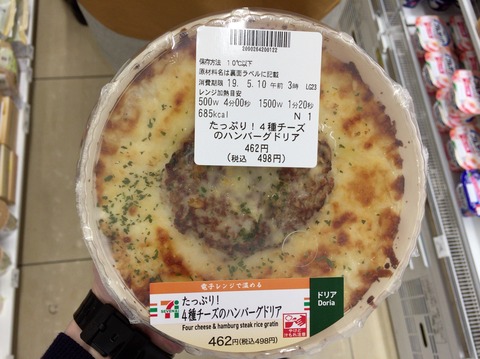 2000264200122
保存方法 10℃以下
原材料名は裏面ラベルに記載
消費期限 19. 5.10 午前 3時 LG23
レンジ加熱目安
500W 4分00秒 1500W 1分20秒
685kcal N 1
たっぷり!4種チーズ
のハンバーグドリア
462円
(税込 498円)
電子レンジで温める
7
ELEVEN
たっぷり!
4種チーズのハンバーグドリア
Four cheese & hamburg steak rice gratin
462円(税込498円)
ドリア
Doria